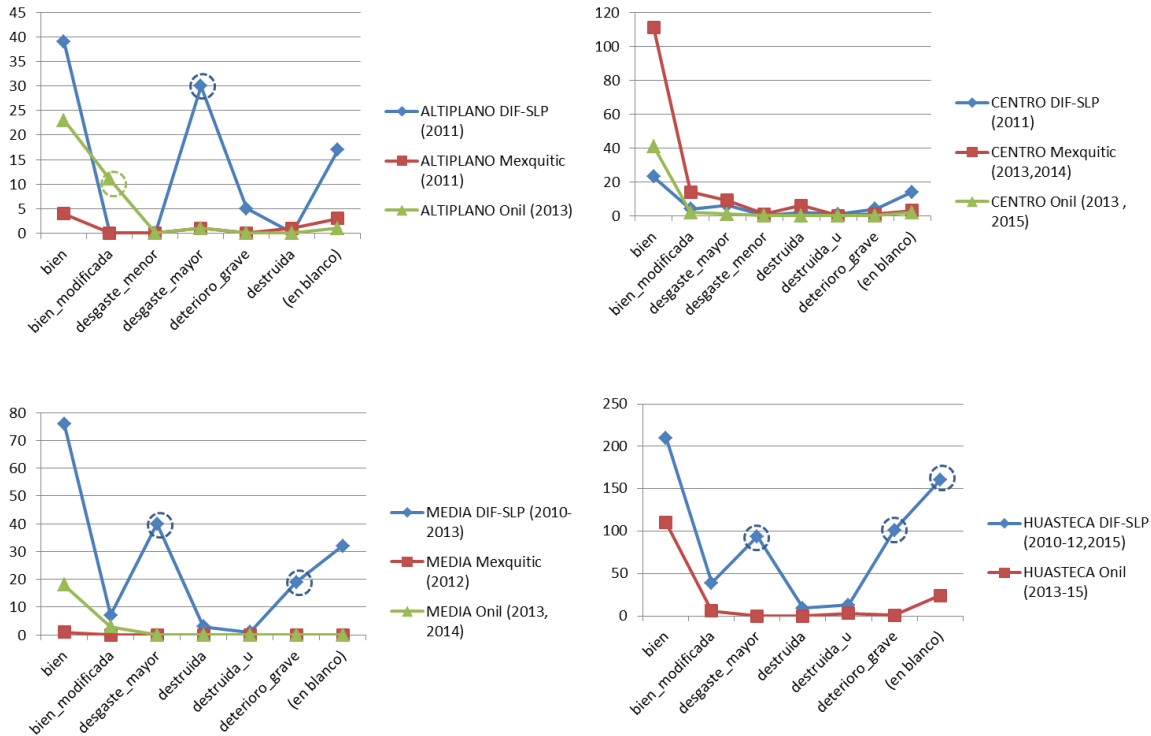 45
40
35
30
25
20
15
10
5
0
bien
bien_modificada
desgaste_menor
desgaste_mayor
deterioro_grave
destruida
(en blanco)
ALTIPLANO DIF-SLP
(2011)
ALTIPLANO Mexquitic
(2011)
ALTIPLANO Onil (2013)
120
100
80
60
40
20
0
bien
bien_modificada
desgaste_mayor
desgaste_menor
destruida
destruida_u
deterioro_grave
(en blanco)
CENTRO DIF-SLP
(2011)
CENTRO Mexquitic
(2013,2014)
CENTRO Onil (2013 ,
2015)
80
70
60
50
40
30
20
10
0
bien
bien_modificada
desgaste_mayor
destruida
destruida_u
deterioro_grave
(en blanco)
MEDIA DIF-SLP (2010-
2013)
MEDIA Mexquitic
(2012)
MEDIA Onil (2013,
2014)
250
200
150
100
50
0
bien
bien_modificada
desgaste_mayor
destruida
destruida_u
deterioro_grave
(en blanco)
HUASTECA DIF-SLP
(2010-12,2015)
HUASTECA Onil
(2013-15)